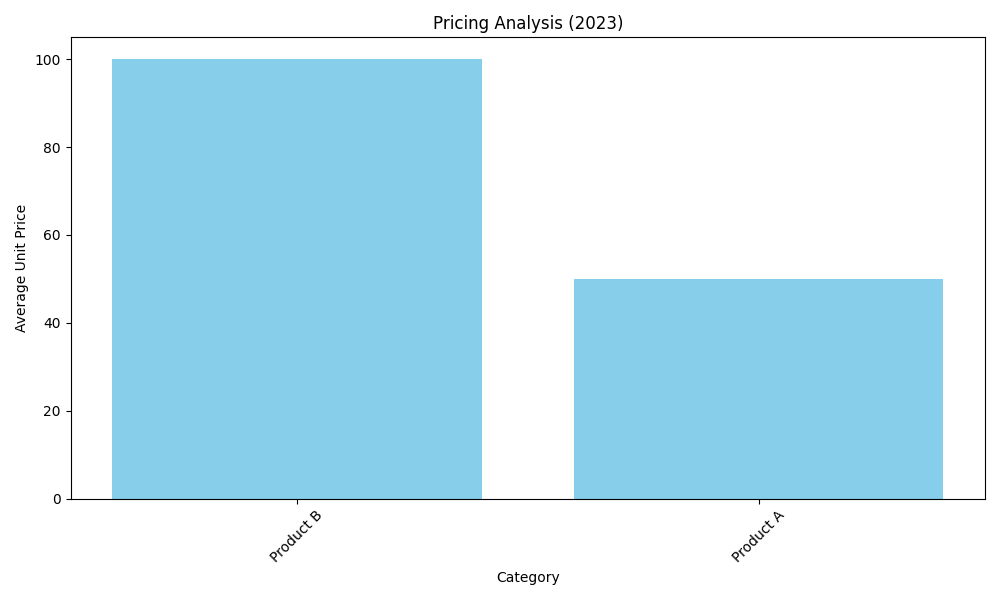 Pricing Analysis (2023)
Average Unit Price
100
80
60
40
20
0
Product B
Product A
Category